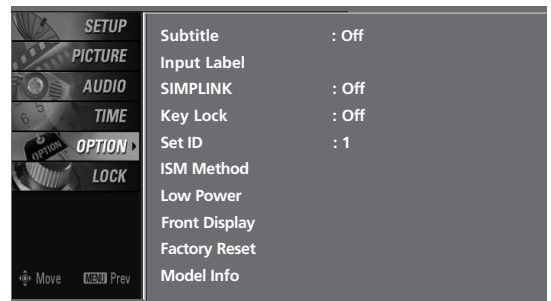 SETUP
PICTURE
AUDIO
TIME
OPTION
LOCK
Move MENU Prev
Subtitle : Off
Input Label
SIMPLINK : Off
Key Lock : Off
Set ID : 1
ISM Method
Low Power
Front Display
Factory Reset
Model Info